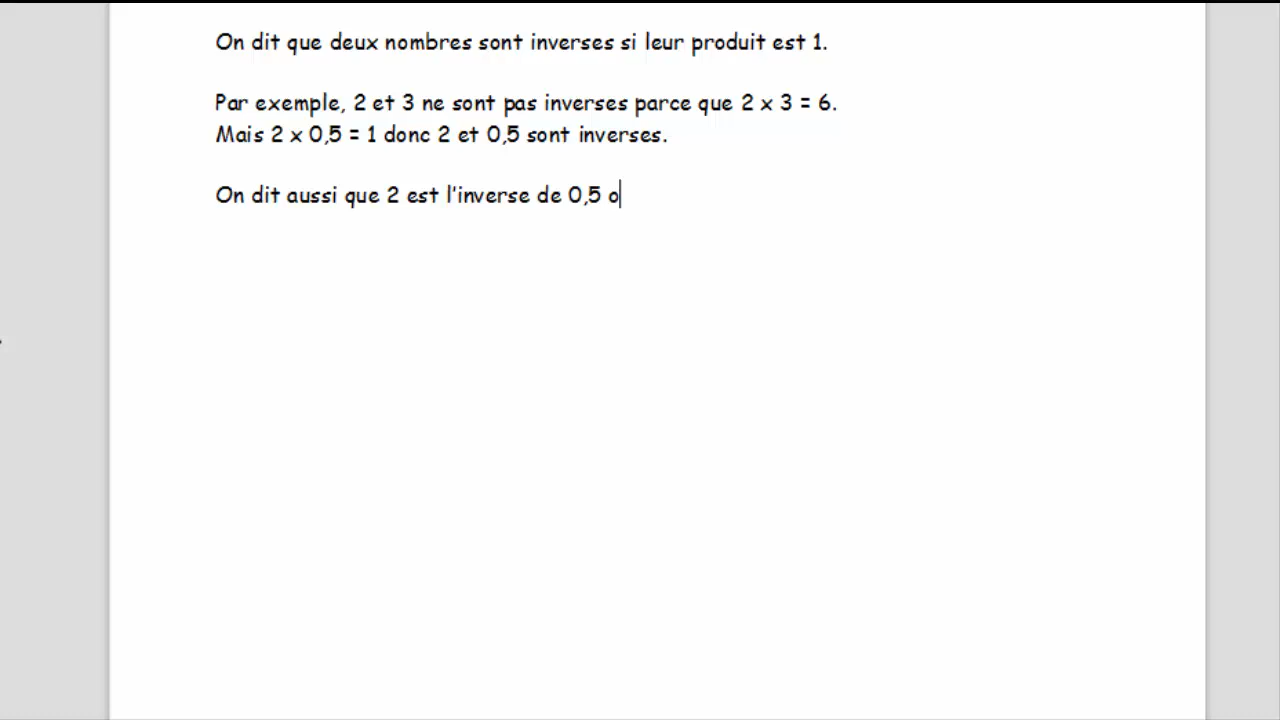 On dit que deux nombres sont inverses si leur produit est 1.
Par exemple, 2 et 3 ne sont pas inverses parce que 2 x 3 = 6.
Mais 2 x 0,5 = 1 donc 2 et 0,5 sont inverses.
On dit aussi que 2 est l'inverse de 0,5 o